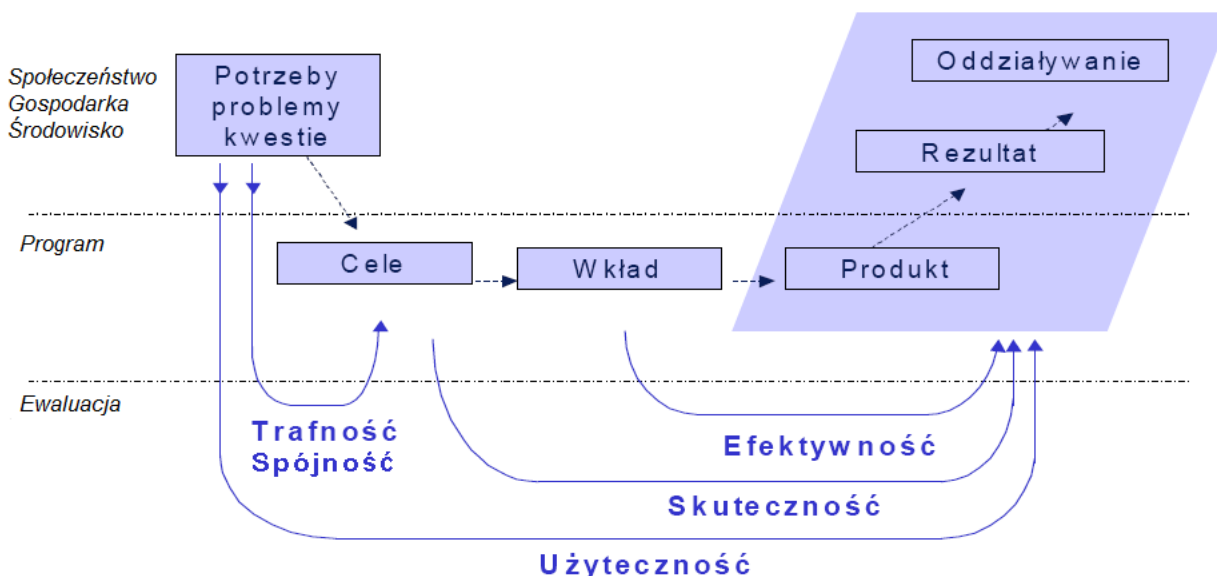 Społeczeństwo
Gospodarka
Środowisko
Potrzeby
problemy
kwestie
Oddziaływanie
Rezultat
Program
Cele
Wkład
Produkt
Ewaluacja
Trafność
Spójność
Efektywność
Skuteczność
Użyteczność